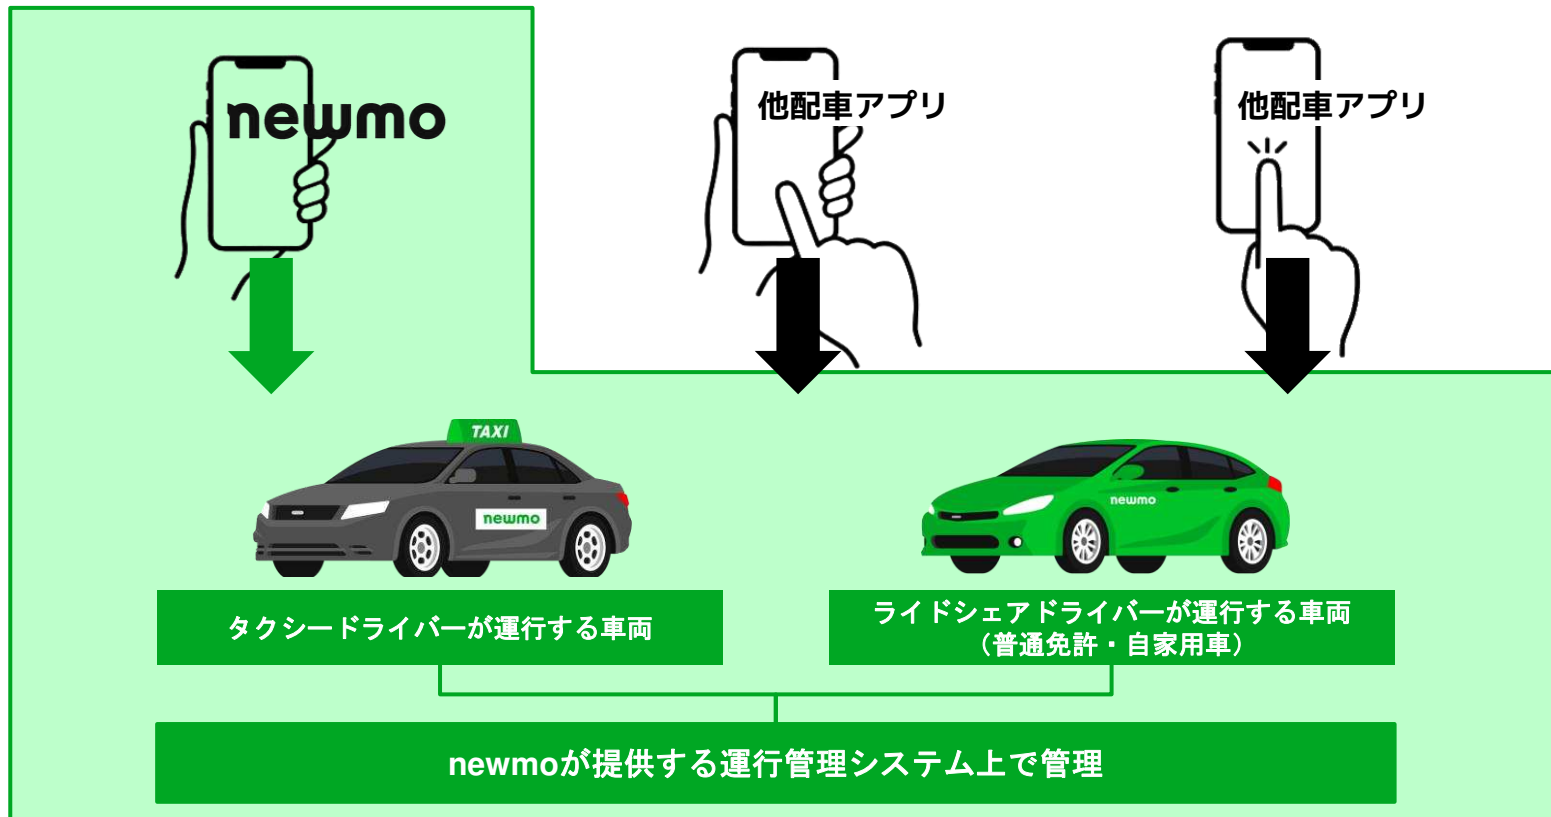 newmo
他配車アプリ
他配車アプリ
TAXI
newmo
newmo
タクシードライバーが運行する車両
ライドシェアドライバーが運行する車両
（普通免許・自家用車）
newmoが提供する運行管理システム上で管理